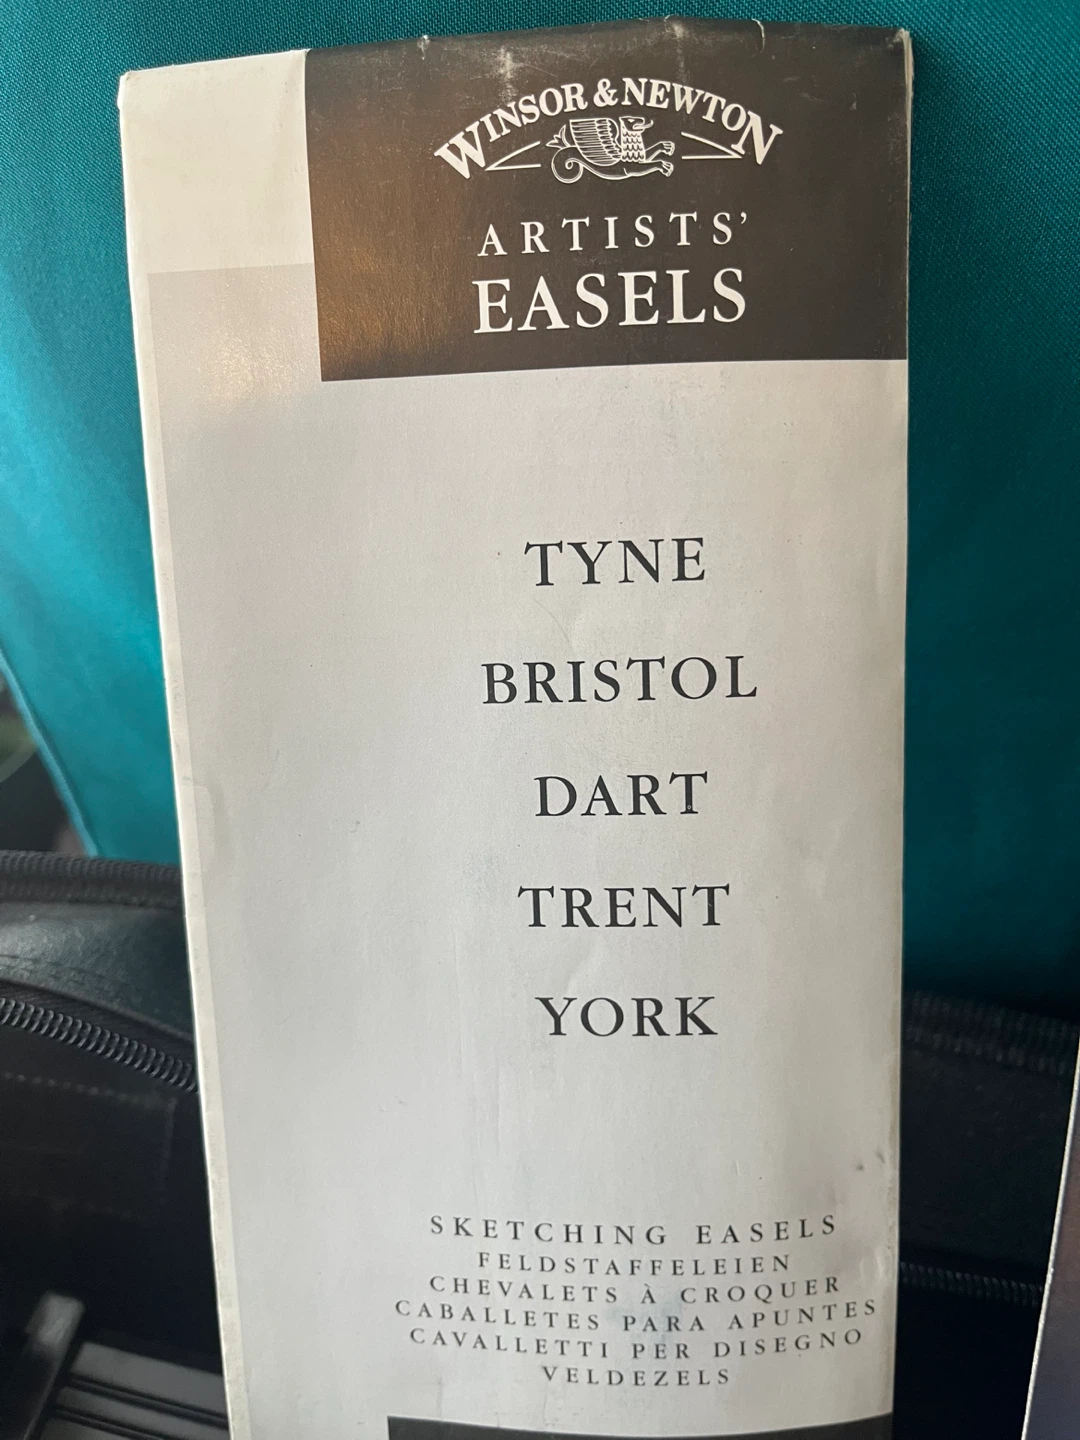 WINSOR & NEWTON
ARTISTS'
EASELS
TYNE
BRISTOL
DART
TRENT
YORK
SKETCHING EASELS
FELDSTAFFELEIEN
CHEVALETS À CROQUER
CABALLETES PARA APUNTES
CAVALLETTI PER DISEGNO
VELDEZELS